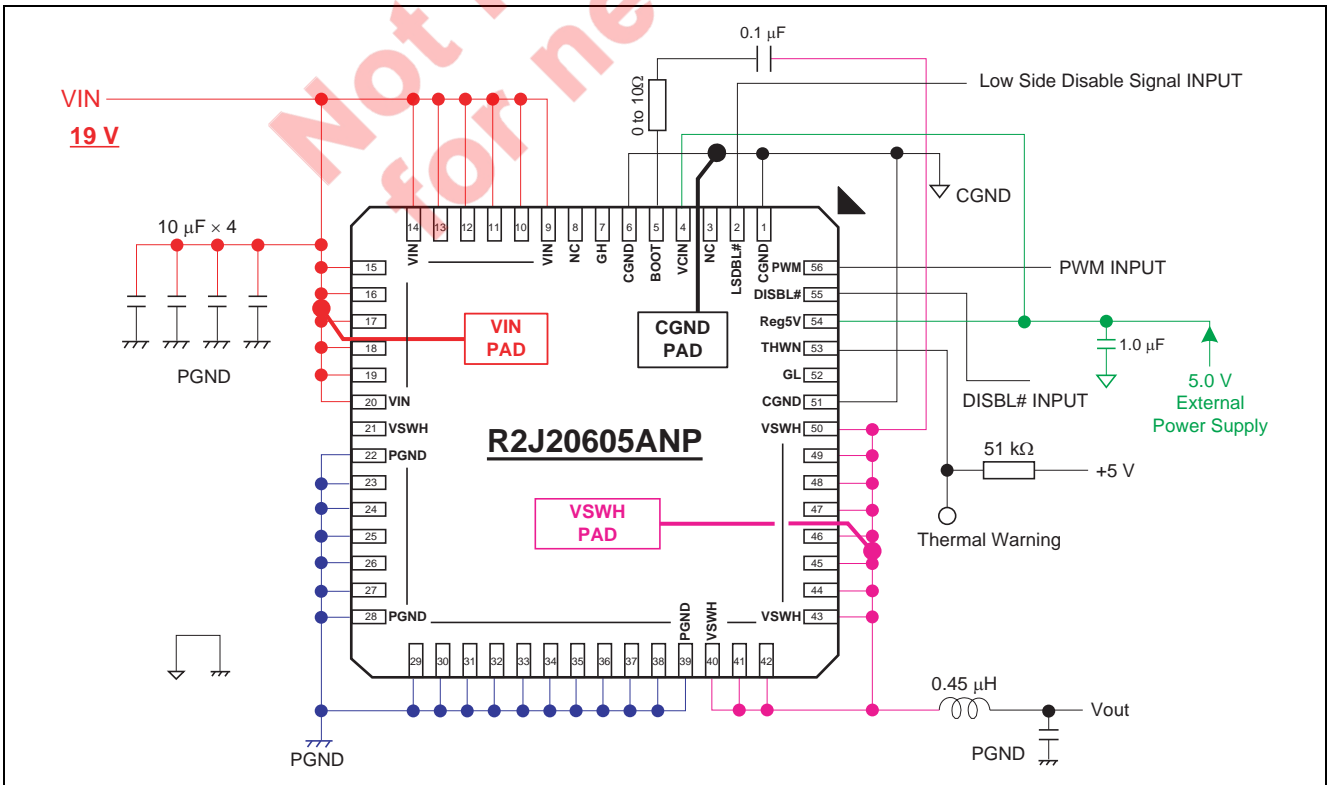 Not
for ne
0.1 µF
Low Side Disable Signal INPUT
VIN
19 V
0 to 10Ω
CGND
10 µF × 4
PGND
14 13 12 11 10 9 8 7 6 5 4 3 2 1
VIN VIN NC GH CGND BOOT VCIN NC LSDBL# CGND
15
16
17
18
19
20 VIN
21 VSWH
22 PGND
23
24
25
26
27
28 PGND
VIN
PAD
CGND
PAD
R2J20605ANP
VSWH
PAD
PWM 56
DISBL# 55
Reg5V 54
THWN 53
GL 52
CGND 51
VSWH 50
49
48
47
46
45
44
VSWH 43
PGND VSWH
29 30 31 32 33 34 35 36 37 38 39 40 41 42
PWM INPUT
1.0 µF
DISBL# INPUT
5.0 V
External
Power Supply
51 kΩ
+5 V
Thermal Warning
0.45 µH
Vout
PGND
PGND